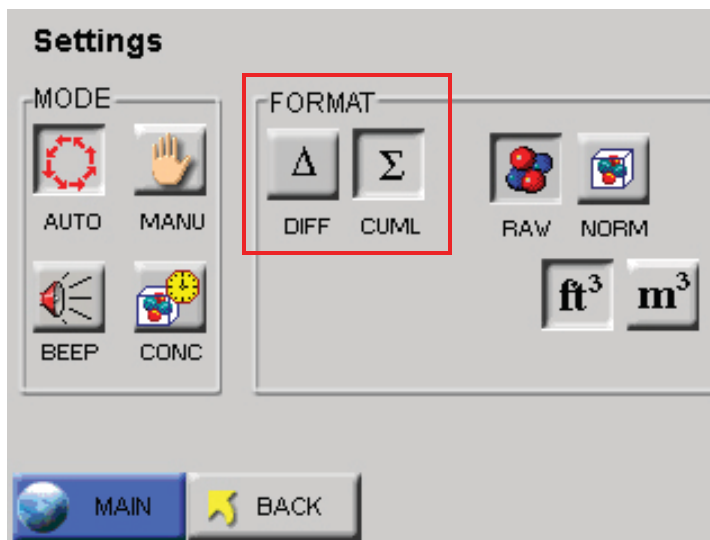 Settings
MODE
FORMAT
Δ Σ
AUTO MANU DIFF CUML RAW NORM
ft³ m³
BEEP CONC
MAIN BACK